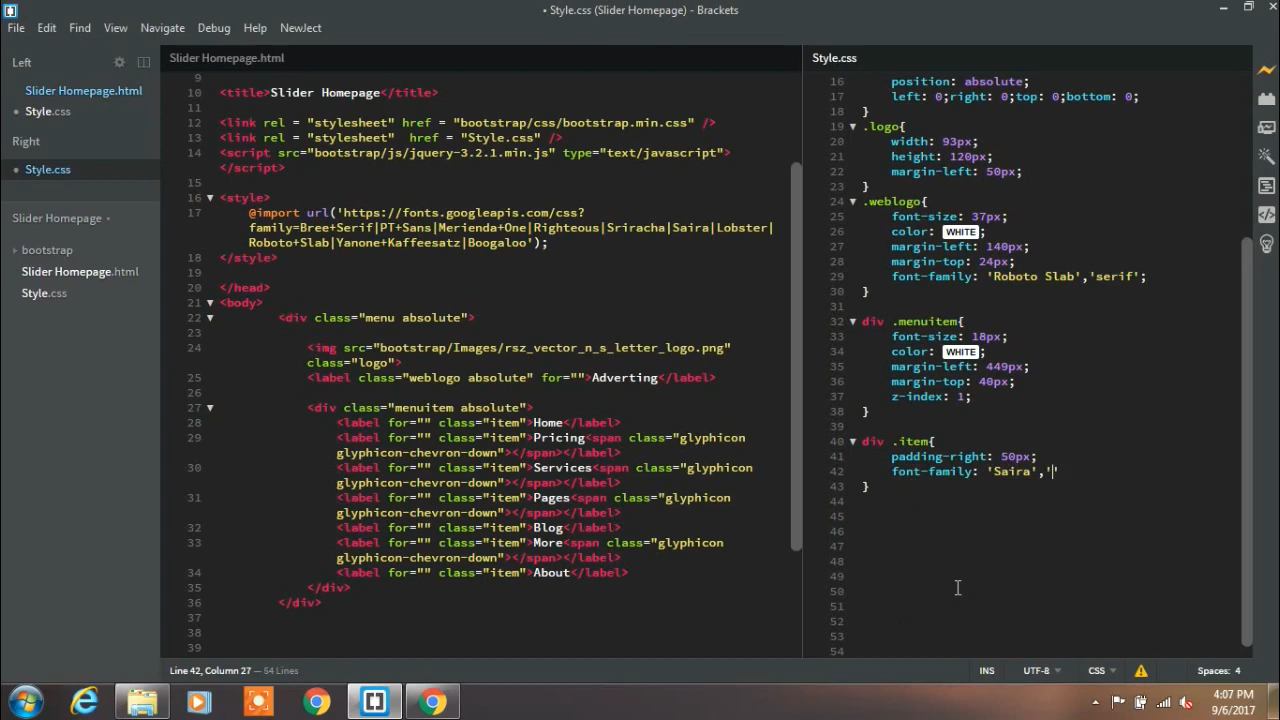 • Style.css (Slider Homepage) - Brackets
File Edit Find View Navigate Debug Help NewJect
Left
Slider Homepage.html
• Style.css
Right
• Style.css
Slider Homepage
bootstrap
Slider Homepage.html
Style.css
Slider Homepage.html
9
10 <title>Slider Homepage</title>
11
12 <link rel = "stylesheet" href = "bootstrap/css/bootstrap.min.css" />
13 <link rel = "stylesheet"  href = "Style.css" />
14 <script src="bootstrap/js/jquery-3.2.1.min.js" type="text/javascript">
</script>
15
16 <style>
17 @import url('https://fonts.googleapis.com/css?
family=Bree+Serif|PT+Sans|Merienda+One|Righteous|Sriracha|Saira|Lobster|
Roboto+Slab|Yanone+Kaffeesatz|Boogaloo');
18 </style>
19
20 </head>
21 <body>
22 <div class="menu absolute">
23
24 <img src="bootstrap/Images/rsz_vector_n_s_letter_logo.png"
class="logo">
25 <label class="weblogo absolute" for="">Adverting</label>
26
27 <div class="menuitem absolute">
28 <label for="" class="item">Home</label>
29 <label for="" class="item">Pricing<span class="glyphicon
glyphicon-chevron-down"></span></label>
30 <label for="" class="item">Services<span class="glyphicon
glyphicon-chevron-down"></span></label>
31 <label for="" class="item">Pages<span class="glyphicon
glyphicon-chevron-down"></span></label>
32 <label for="" class="item">Blog</label>
33 <label for="" class="item">More<span class="glyphicon
glyphicon-chevron-down"></span></label>
34 <label for="" class="item">About</label>
35 </div>
36 </div>
37
38
39
Style.css
16 position: absolute;
17 left: 0;right: 0;top: 0;bottom: 0;
18 }
19 .logo{
20 width: 93px;
21 height: 120px;
22 margin-left: 50px;
23 }
24 .weblogo{
25 font-size: 37px;
26 color: WHITE;
27 margin-left: 140px;
28 margin-top: 24px;
29 font-family: 'Roboto Slab','serif';
30 }
31
32 div .menuitem{
33 font-size: 18px;
34 color: WHITE;
35 margin-left: 449px;
36 margin-top: 40px;
37 z-index: 1;
38 }
39
40 div .item{
41 padding-right: 50px;
42 font-family: 'Saira',''
43 }
44
45
46
47
48
49
50
51
52
53
54
Line 42, Column 27 — 54 Lines
INS UTF-8 CSS Spaces: 4
4:07 PM
9/6/2017